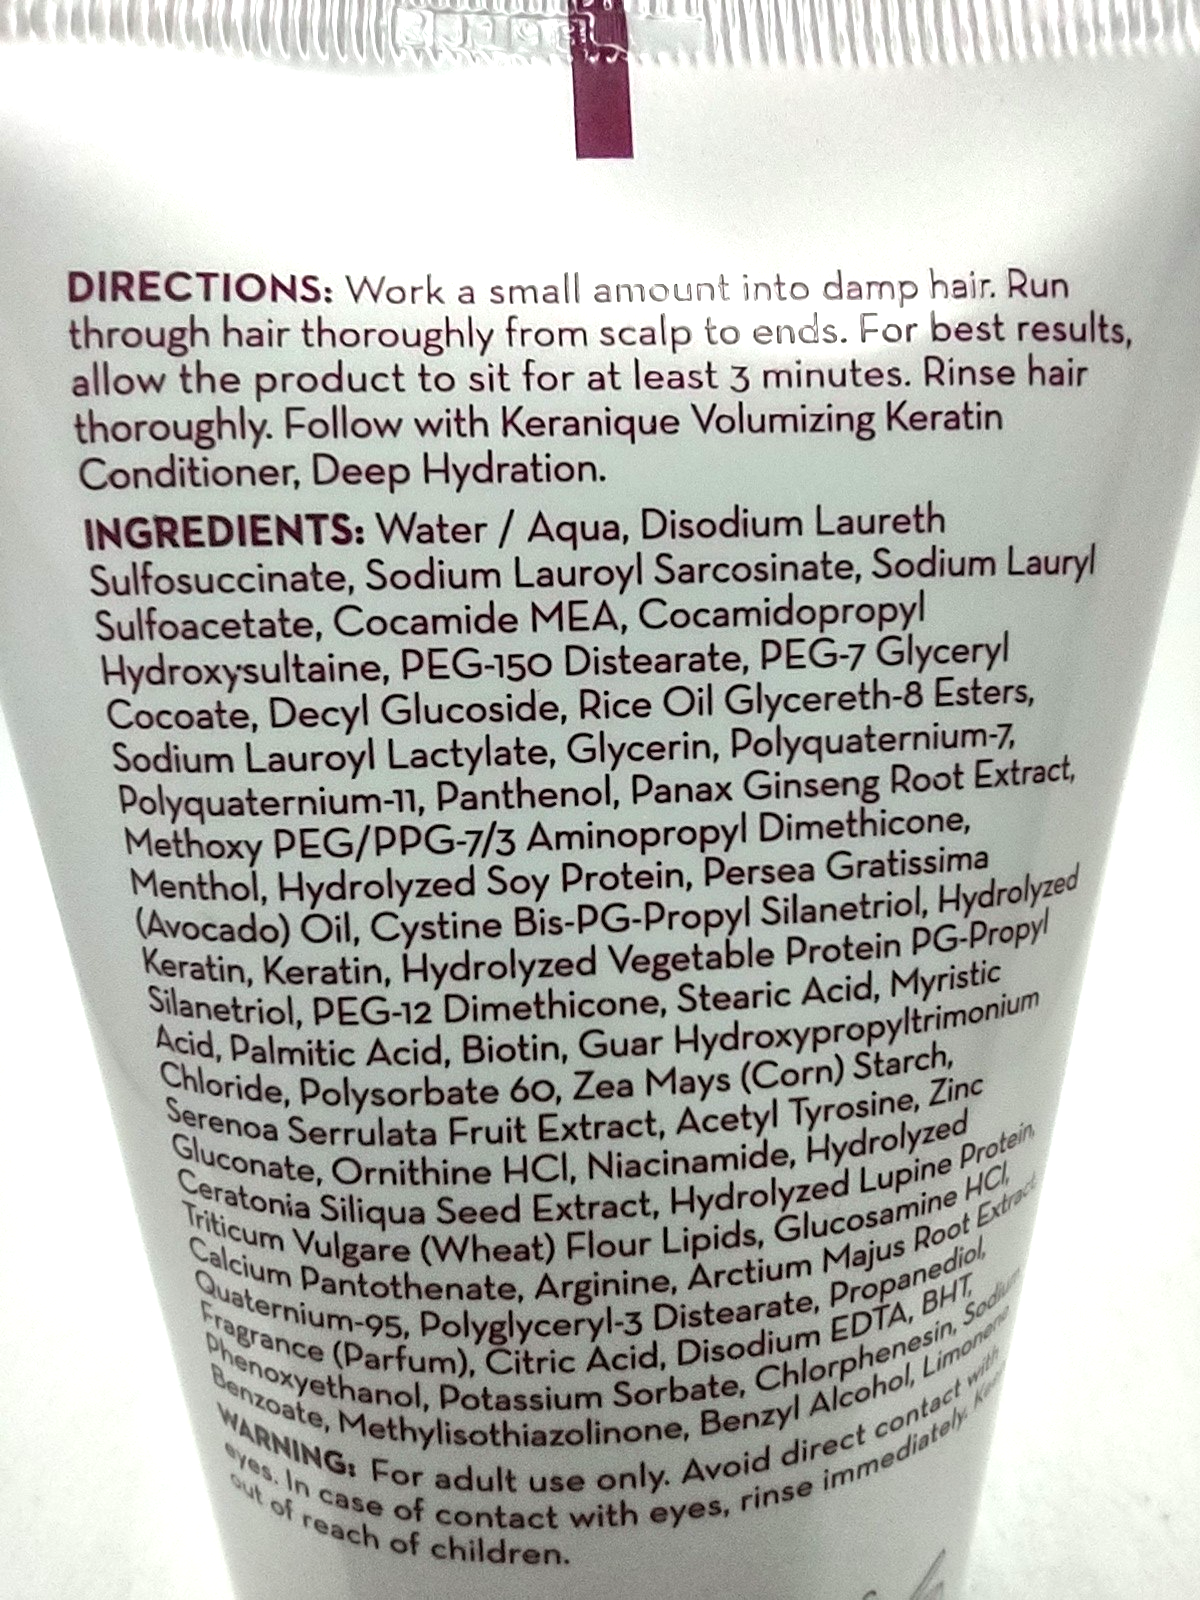 DIRECTIONS: Work a small amount into damp hair. Run
through hair thoroughly from scalp to ends. For best results,
allow the product to sit for at least 3 minutes. Rinse hair
thoroughly. Follow with Keranique Volumizing Keratin
Conditioner, Deep Hydration.
INGREDIENTS: Water / Aqua, Disodium Laureth
Sulfosuccinate, Sodium Lauroyl Sarcosinate, Sodium Lauryl
Sulfoacetate, Cocamide MEA, Cocamidopropyl
Hydroxysultaine, PEG-150 Distearate, PEG-7 Glyceryl
Cocoate, Decyl Glucoside, Rice Oil Glycereth-8 Esters,
Sodium Lauroyl Lactylate, Glycerin, Polyquaternium-7,
Polyquaternium-11, Panthenol, Panax Ginseng Root Extract,
Methoxy PEG/PPG-7/3 Aminopropyl Dimethicone,
Menthol, Hydrolyzed Soy Protein, Persea Gratissima
(Avocado) Oil, Cystine Bis-PG-Propyl Silanetriol, Hydrolyzed
Keratin, Keratin, Hydrolyzed Vegetable Protein PG-Propyl
Silanetriol, PEG-12 Dimethicone, Stearic Acid, Myristic
Acid, Palmitic Acid, Biotin, Guar Hydroxypropyltrimonium
Chloride, Polysorbate 60, Zea Mays (Corn) Starch,
Serenoa Serrulata Fruit Extract, Acetyl Tyrosine, Zinc
Gluconate, Ornithine HCl, Niacinamide, Hydrolyzed
Ceratonia Siliqua Seed Extract, Hydrolyzed Lupine Protein,
Triticum Vulgare (Wheat) Flour Lipids, Glucosamine HCl,
Calcium Pantothenate, Arginine, Arctium Majus Root Extract,
Quaternium-95, Polyglyceryl-3 Distearate, Propanediol,
Fragrance (Parfum), Citric Acid, Disodium EDTA, BHT,
Phenoxyethanol, Potassium Sorbate, Chlorphenesin, Sodium
Benzoate, Methylisothiazolinone, Benzyl Alcohol, Limonene
WARNING: For adult use only. Avoid direct contact with
eyes. In case of contact with eyes, rinse immediately.
out of reach of children.